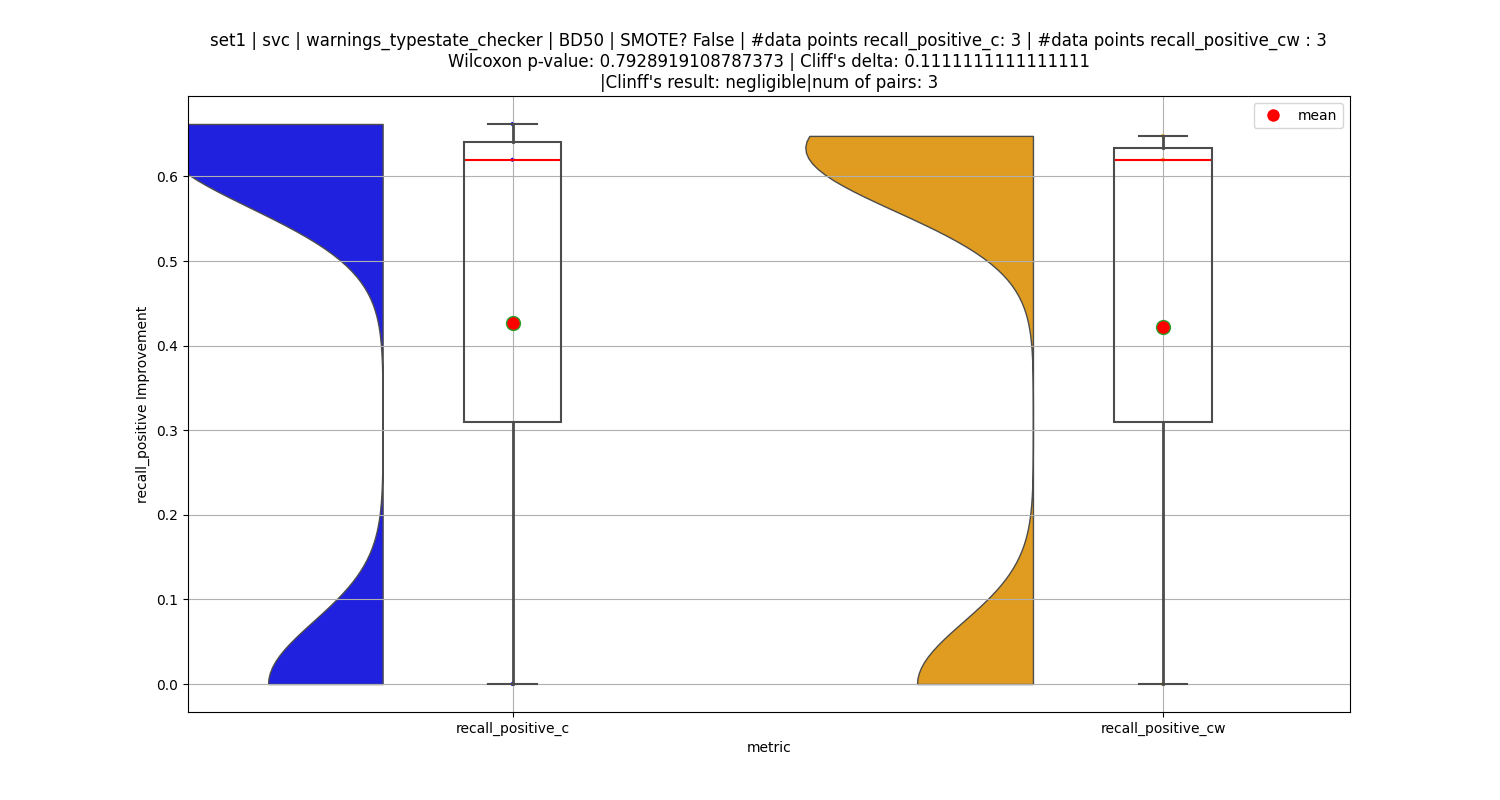 set1 | svc | warnings_typestate_checker | BD50 | SMOTE? False | #data points recall_positive_c: 3 | #data points recall_positive_cw : 3
Wilcoxon p-value: 0.7928919108787373 | Cliff's delta: 0.1111111111111111
|Clinff's result: negligible|num of pairs: 3
mean
0.6
0.5
0.4
0.3
0.2
0.1
0.0
recall_positive Improvement
recall_positive_c
recall_positive_cw
metric